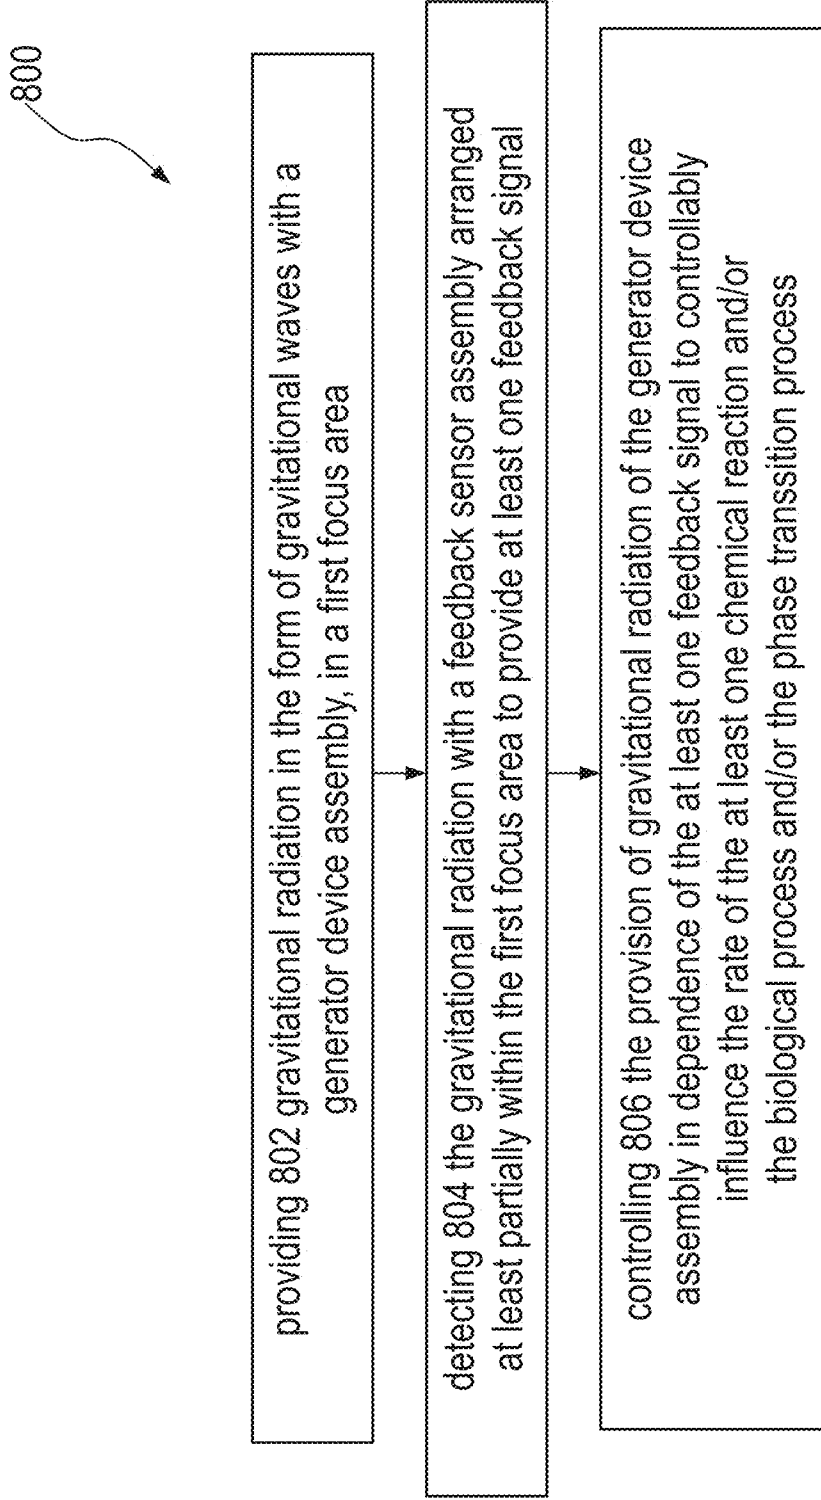 800
providing 802 gravitational radiation in the form of gravitational waves with a
generator device assembly, in a first focus area
detecting 804 the gravitational radiation with a feedback sensor assembly arranged
at least partially within the first focus area to provide at least one feedback signal
controlling 806 the provision of gravitational radiation of the generator device
assembly in dependence of the at least one feedback signal to controllably
influence the rate of the at least one chemical reaction and/or
the biological process and/or the phase transsition process